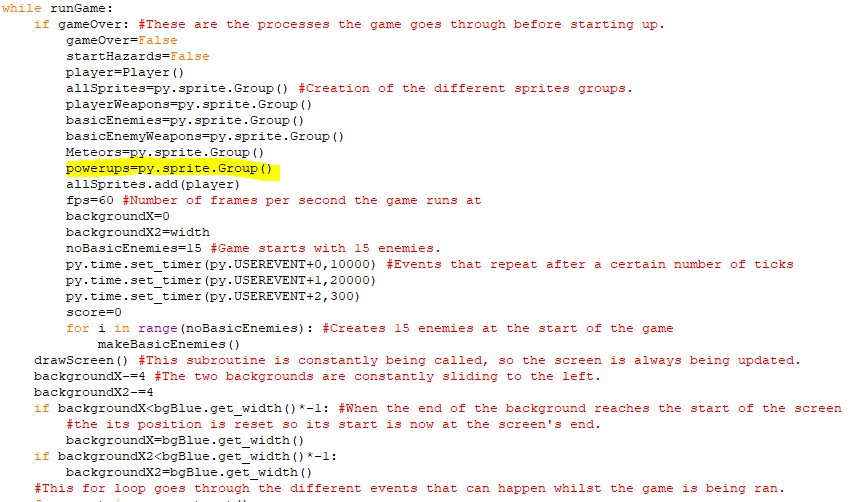 while runGame:
    if gameOver: #These are the processes the game goes through before starting up.
        gameOver=False
        startHazards=False
        player=Player()
        allSprites=py.sprite.Group() #Creation of the different sprites groups.
        playerWeapons=py.sprite.Group()
        basicEnemies=py.sprite.Group()
        basicEnemyWeapons=py.sprite.Group()
        Meteors=py.sprite.Group()
        powerups=py.sprite.Group()
        allSprites.add(player)
        fps=60 #Number of frames per second the game runs at
        backgroundX=0
        backgroundX2=width
        noBasicEnemies=15 #Game starts with 15 enemies.
        py.time.set_timer(py.USEREVENT+0,10000) #Events that repeat after a certain number of ticks
        py.time.set_timer(py.USEREVENT+1,20000)
        py.time.set_timer(py.USEREVENT+2,300)
        score=0
        for i in range(noBasicEnemies): #Creates 15 enemies at the start of the game
            makeBasicEnemies()
    drawScreen() #This subroutine is constantly being called, so the screen is always being updated.
    backgroundX-=4 #The two backgrounds are constantly sliding to the left.
    backgroundX2-=4
    if backgroundX<bgBlue.get_width()*-1: #When the end of the background reaches the start of the screen
        #the its position is reset so its start is now at the screen's end.
        backgroundX=bgBlue.get_width()
    if backgroundX2<bgBlue.get_width()*-1:
        backgroundX2=bgBlue.get_width()
    #This for loop goes through the different events that can happen whilst the game is being ran.